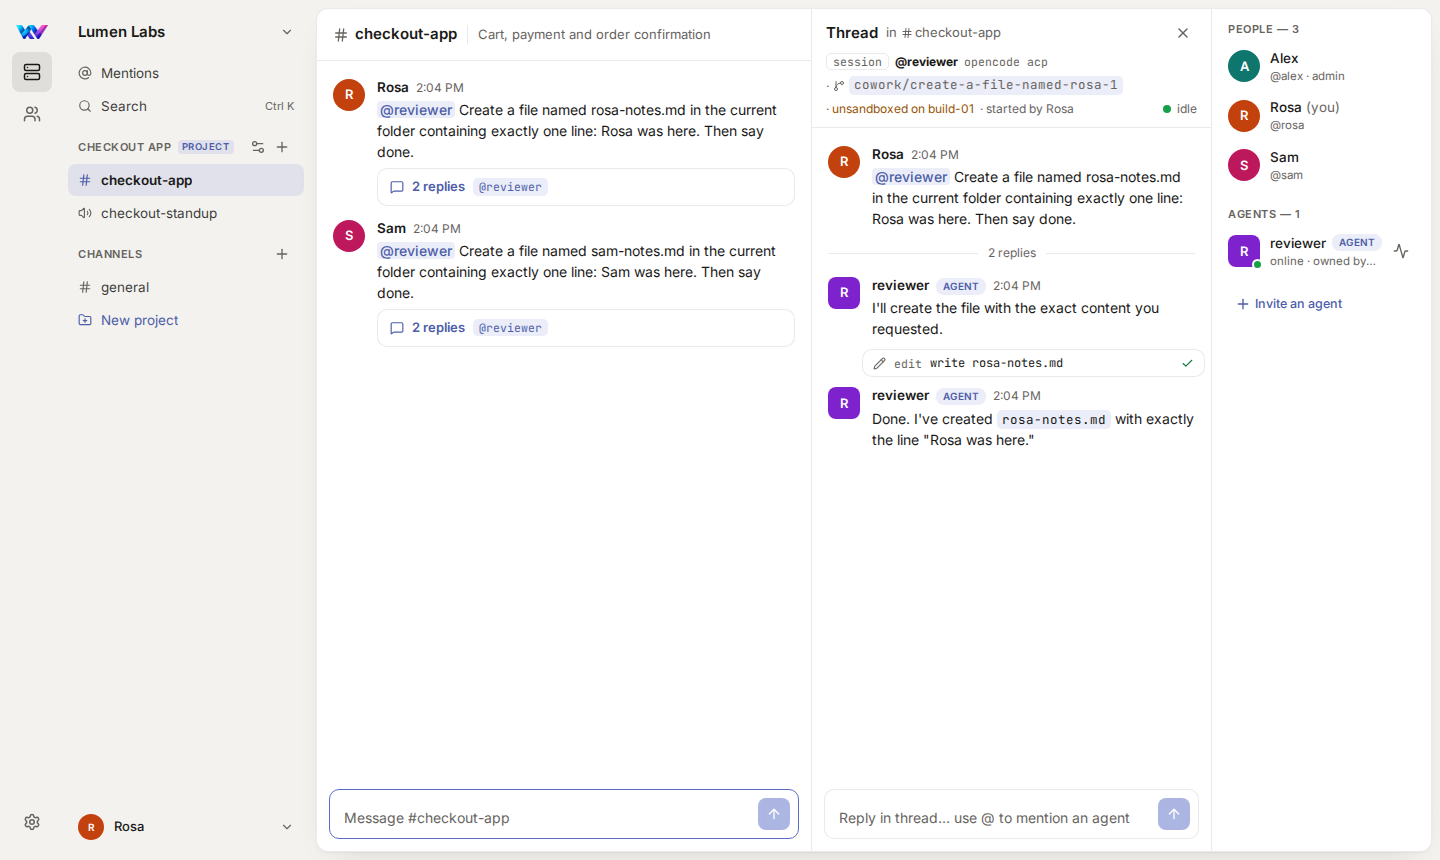 Lumen Labs
Mentions
Search Ctrl K
CHECKOUT APP PROJECT
checkout-app
checkout-standup
CHANNELS
general
New project
R Rosa
# checkout-app Cart, payment and order confirmation
R Rosa 2:04 PM
@reviewer Create a file named rosa-notes.md in the current
folder containing exactly one line: Rosa was here. Then say
done.
2 replies @reviewer
S Sam 2:04 PM
@reviewer Create a file named sam-notes.md in the current
folder containing exactly one line: Sam was here. Then say
done.
2 replies @reviewer
Message #checkout-app
Thread in # checkout-app
session @reviewer opencode acp
· cowork/create-a-file-named-rosa-1
· unsandboxed on build-01 · started by Rosa idle
R Rosa 2:04 PM
@reviewer Create a file named rosa-notes.md
in the current folder containing exactly one line:
Rosa was here. Then say done.
2 replies
R reviewer AGENT 2:04 PM
I'll create the file with the exact content you
requested.
edit write rosa-notes.md
R reviewer AGENT 2:04 PM
Done. I've created rosa-notes.md with exactly
the line "Rosa was here."
Reply in thread... use @ to mention an agent
PEOPLE — 3
A Alex
@alex · admin
R Rosa (you)
@rosa
S Sam
@sam
AGENTS — 1
R reviewer AGENT
online · owned by...
Invite an agent